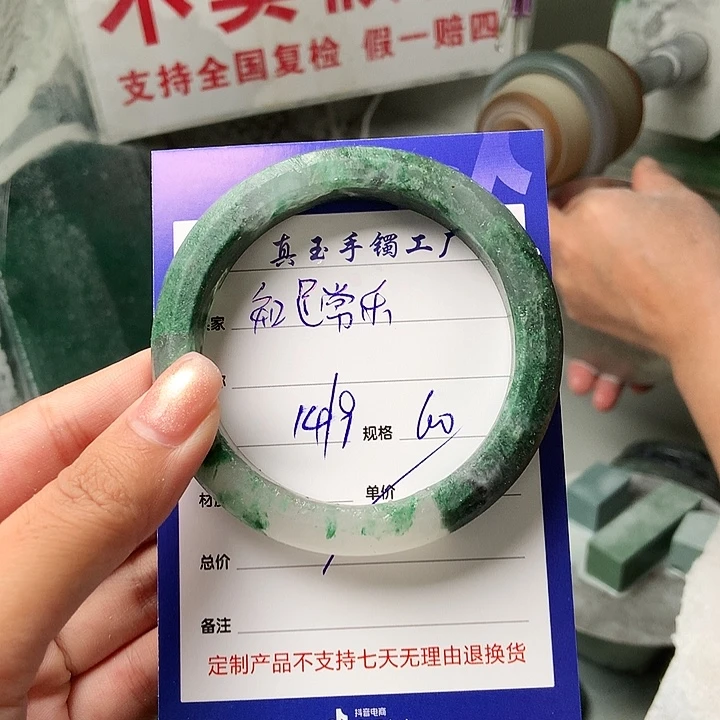 支持全国复检 假一赔四
真玉手镯工厂
家
知足常乐
1419 规格 60
单价
总价
备注
定制产品不支持七天无理由退换货
抖音电商